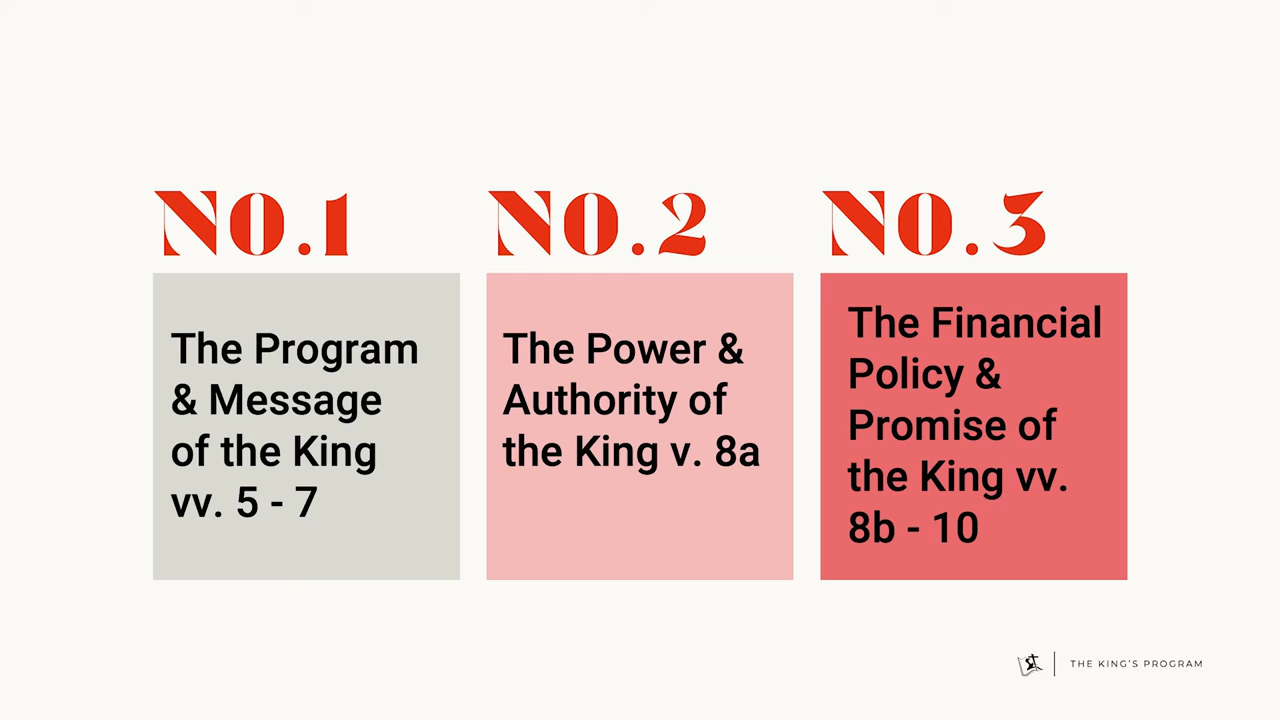 NO.1
The Program
& Message
of the King
vv. 5 - 7
NO.2
The Power &
Authority of
the King v. 8a
NO.3
The Financial
Policy &
Promise of
the King vv.
8b - 10
THE KING'S PROGRAM